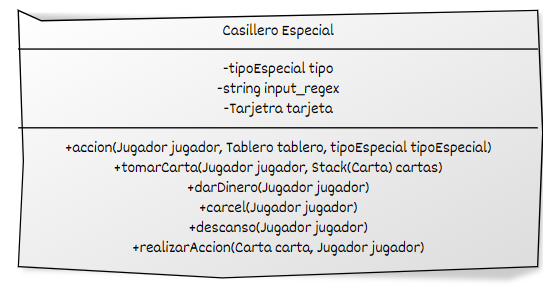 Casillero Especial
-tipoEspecial tipo
-string input_regex
-Tarjetra tarjeta
+accion(Jugador jugador, Tablero tablero, tipoEspecial tipoEspecial)
+tomarCarta(Jugador jugador, Stack(Carta) cartas)
+darDinero(Jugador jugador)
+carcel(Jugador jugador)
+descanso(Jugador jugador)
+realizarAccion(Carta carta, Jugador jugador)